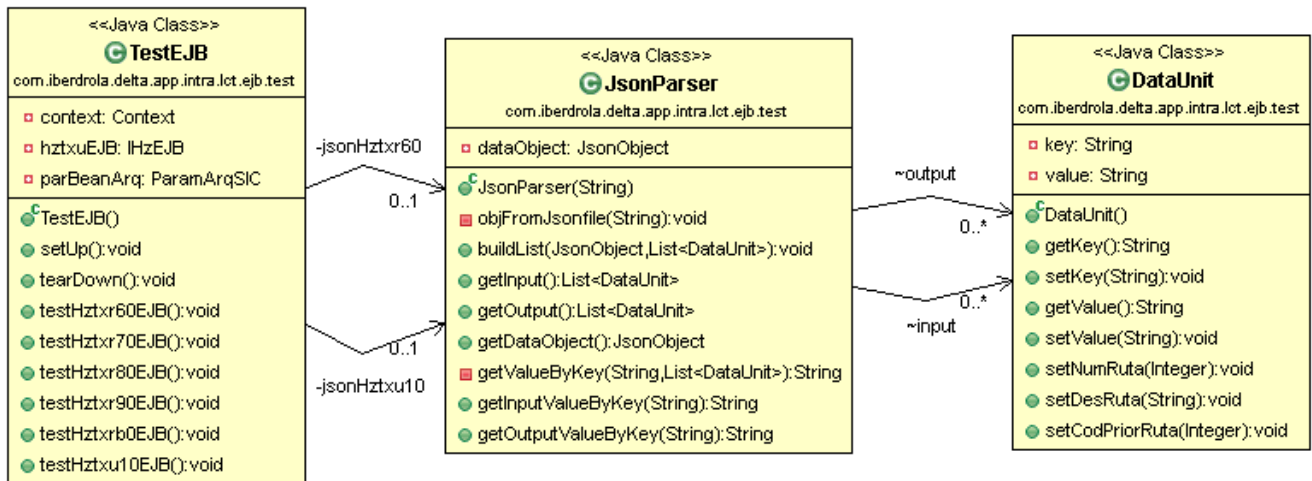 <<Java Class>>
TestEJB
com.iberdrola.delta.app.intra.lct.ejb.test
context: Context
hztxuEJB: IHzEJB
parBeanArq: ParamArqSIC
TestEJB()
setUp():void
tearDown():void
testHztxr60EJB():void
testHztxr70EJB():void
testHztxr80EJB():void
testHztxr90EJB():void
testHztxrb0EJB():void
testHztxu10EJB():void
-jsonHztxr60
0..1
0..1
-jsonHztxu10
<<Java Class>>
JsonParser
com.iberdrola.delta.app.intra.lct.ejb.test
dataObject: JsonObject
JsonParser(String)
objFromJsonfile(String):void
buildList(JsonObject,List<DataUnit>):void
getInput():List<DataUnit>
getOutput():List<DataUnit>
getDataObject():JsonObject
getValueByKey(String,List<DataUnit>):String
getInputValueByKey(String):String
getOutputValueByKey(String):String
~output
0..*
0..*
~input
<<Java Class>>
DataUnit
com.iberdrola.delta.app.intra.lct.ejb.test
key: String
value: String
DataUnit()
getKey():String
setKey(String):void
getValue():String
setValue(String):void
setNumRuta(Integer):void
setDesRuta(String):void
setCodPriorRuta(Integer):void